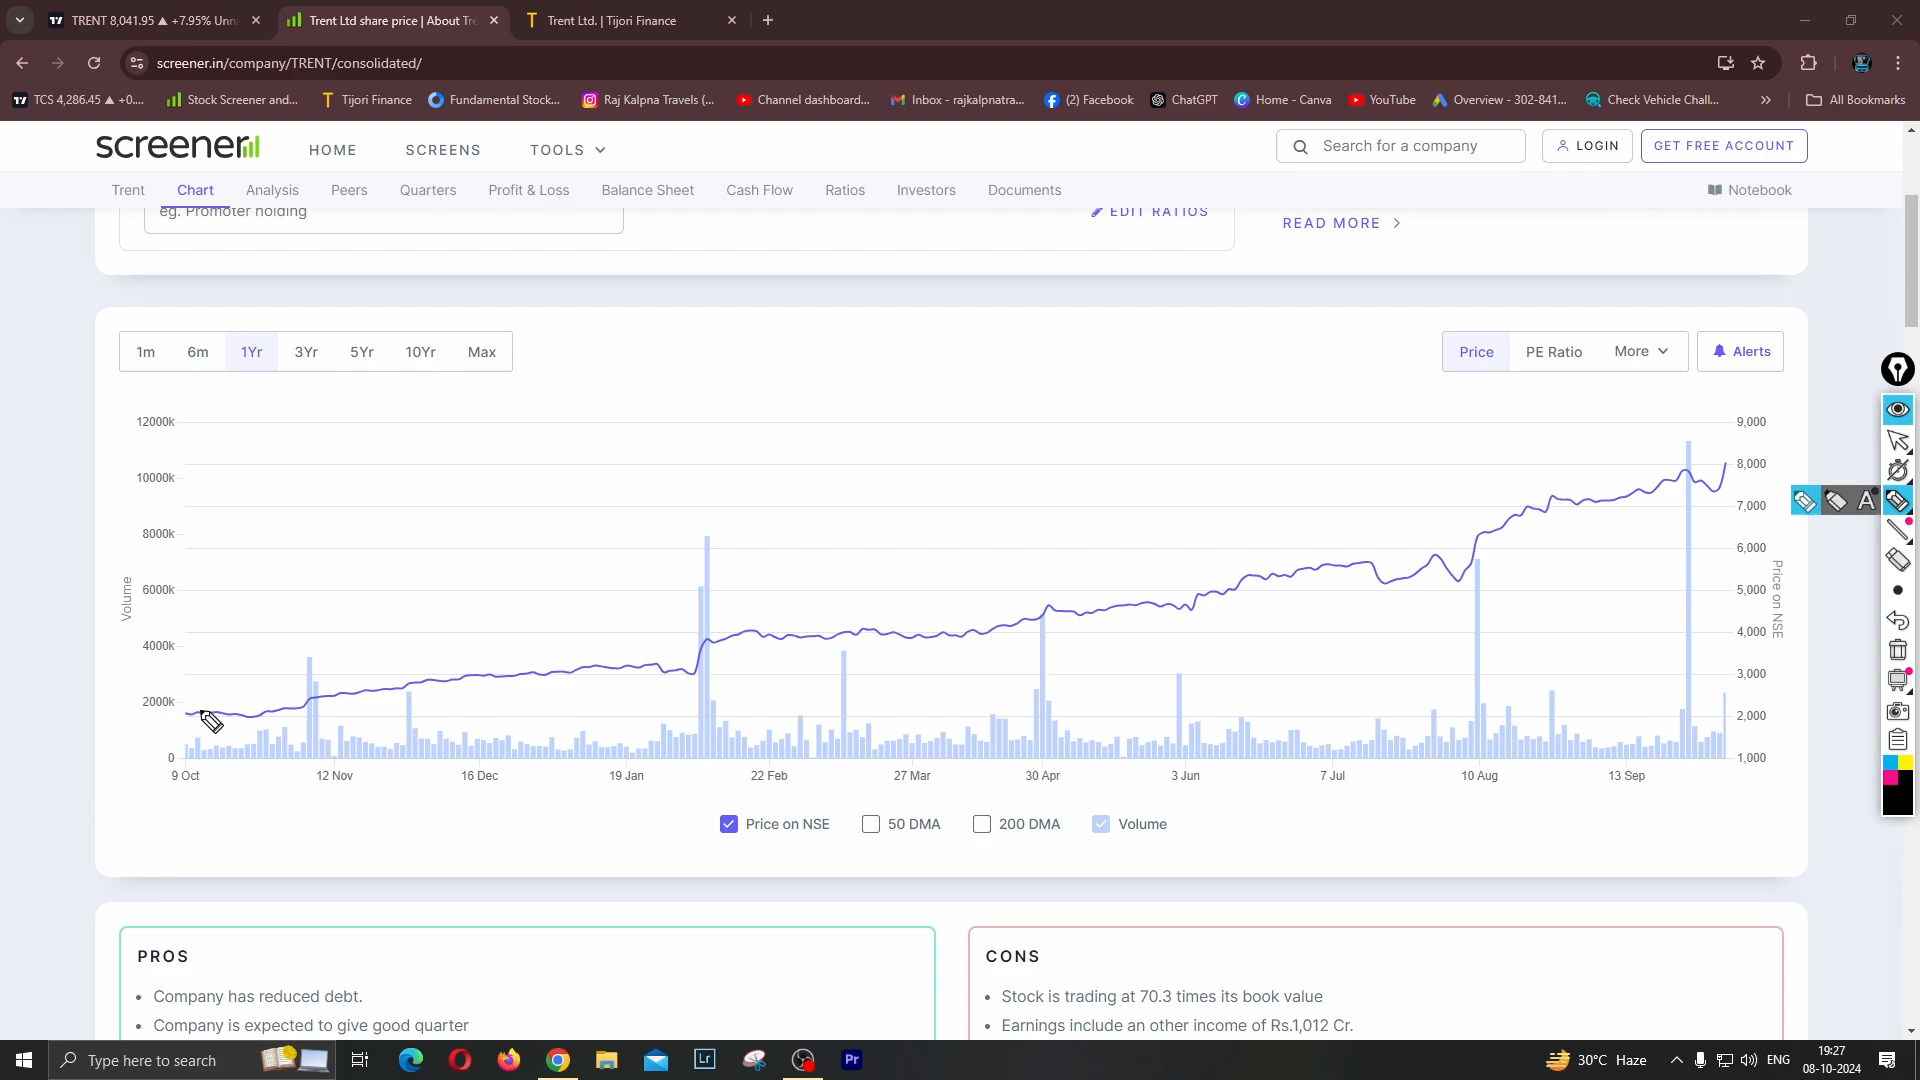 TRENT 8,041.95 ▲ +7.95% Unn
Trent Ltd share price | About Tre
Trent Ltd. | Tijori Finance
screener.in/company/TRENT/consolidated/
TCS 4,286.45 ▲ +0....
Stock Screener and...
Tijori Finance
Fundamental Stock...
Raj Kalpna Travels (...
Channel dashboard...
Inbox - rajkalpnatra...
(2) Facebook
ChatGPT
Home - Canva
YouTube
Overview - 302-841...
Check Vehicle Chall...
All Bookmarks
screener
HOME
SCREENS
TOOLS
Search for a company
LOGIN
GET FREE ACCOUNT
Trent
Chart
Analysis
Peers
Quarters
Profit & Loss
Balance Sheet
Cash Flow
Ratios
Investors
Documents
Notebook
eg. Promoter holding
EDIT RATIOS
READ MORE
1m
6m
1Yr
3Yr
5Yr
10Yr
Max
Price
PE Ratio
More
Alerts
12000k
10000k
8000k
6000k
4000k
2000k
0
Volume
9,000
8,000
7,000
6,000
5,000
4,000
3,000
2,000
1,000
Price on NSE
9 Oct
12 Nov
16 Dec
19 Jan
22 Feb
27 Mar
30 Apr
3 Jun
7 Jul
10 Aug
13 Sep
Price on NSE
50 DMA
200 DMA
Volume
PROS
Company has reduced debt.
Company is expected to give good quarter
CONS
Stock is trading at 70.3 times its book value
Earnings include an other income of Rs.1,012 Cr.
Type here to search
Lr
Pr
30°C Haze
ENG
19:27
08-10-2024